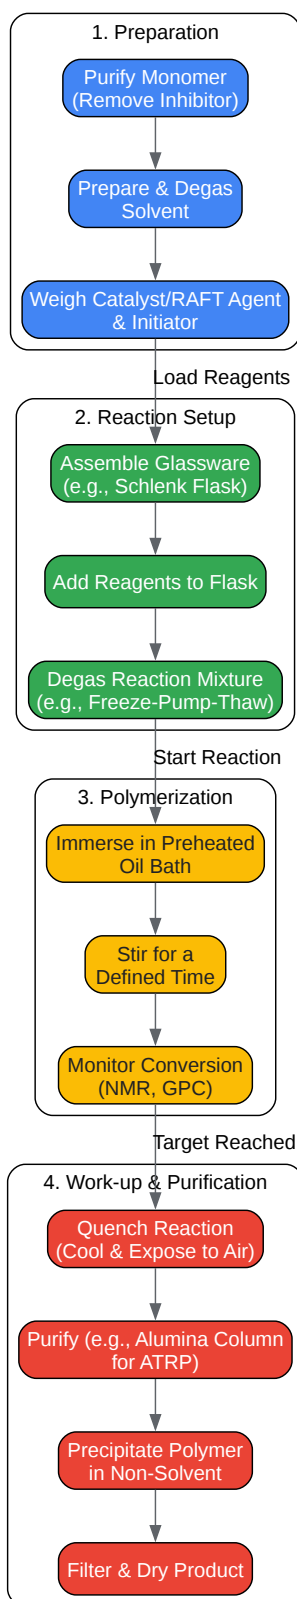 1. Preparation
Purify Monomer
(Remove Inhibitor)
Prepare & Degas
Solvent
Weigh Catalyst/RAFT Agent
& Initiator
Load Reagents
2. Reaction Setup
Assemble Glassware
(e.g., Schlenk Flask)
Add Reagents to Flask
Degas Reaction Mixture
(e.g., Freeze-Pump-Thaw)
Start Reaction
3. Polymerization
Immerse in Preheated
Oil Bath
Stir for a
Defined Time
Monitor Conversion
(NMR, GPC)
Target Reached
4. Work-up & Purification
Quench Reaction
(Cool & Expose to Air)
Purify (e.g., Alumina Column
for ATRP)
Precipitate Polymer
in Non-Solvent
Filter & Dry Product